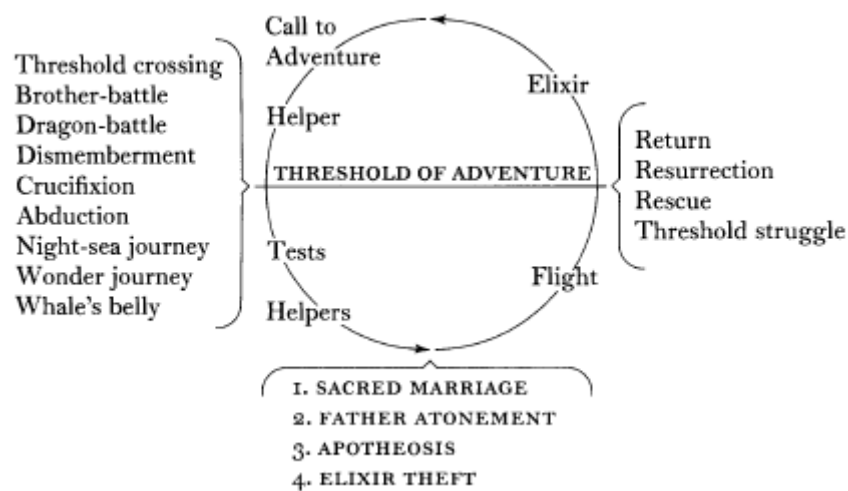 Call to
Adventure
Helper
Threshold crossing
Brother-battle
Dragon-battle
Dismemberment
Crucifixion
Abduction
Night-sea journey
Wonder journey
Whale's belly
THRESHOLD OF ADVENTURE
Tests
Helpers
1. SACRED MARRIAGE
2. FATHER ATONEMENT
3. APOTHEOSIS
4. ELIXIR THEFT
Flight
Return
Resurrection
Rescue
Threshold struggle
Elixir